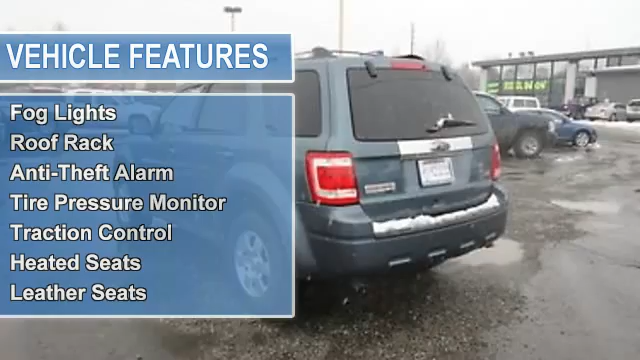 VEHICLE FEATURES
Fog Lights
Roof Rack
Anti-Theft Alarm
Tire Pressure Monitor
Traction Control
Heated Seats
Leather Seats